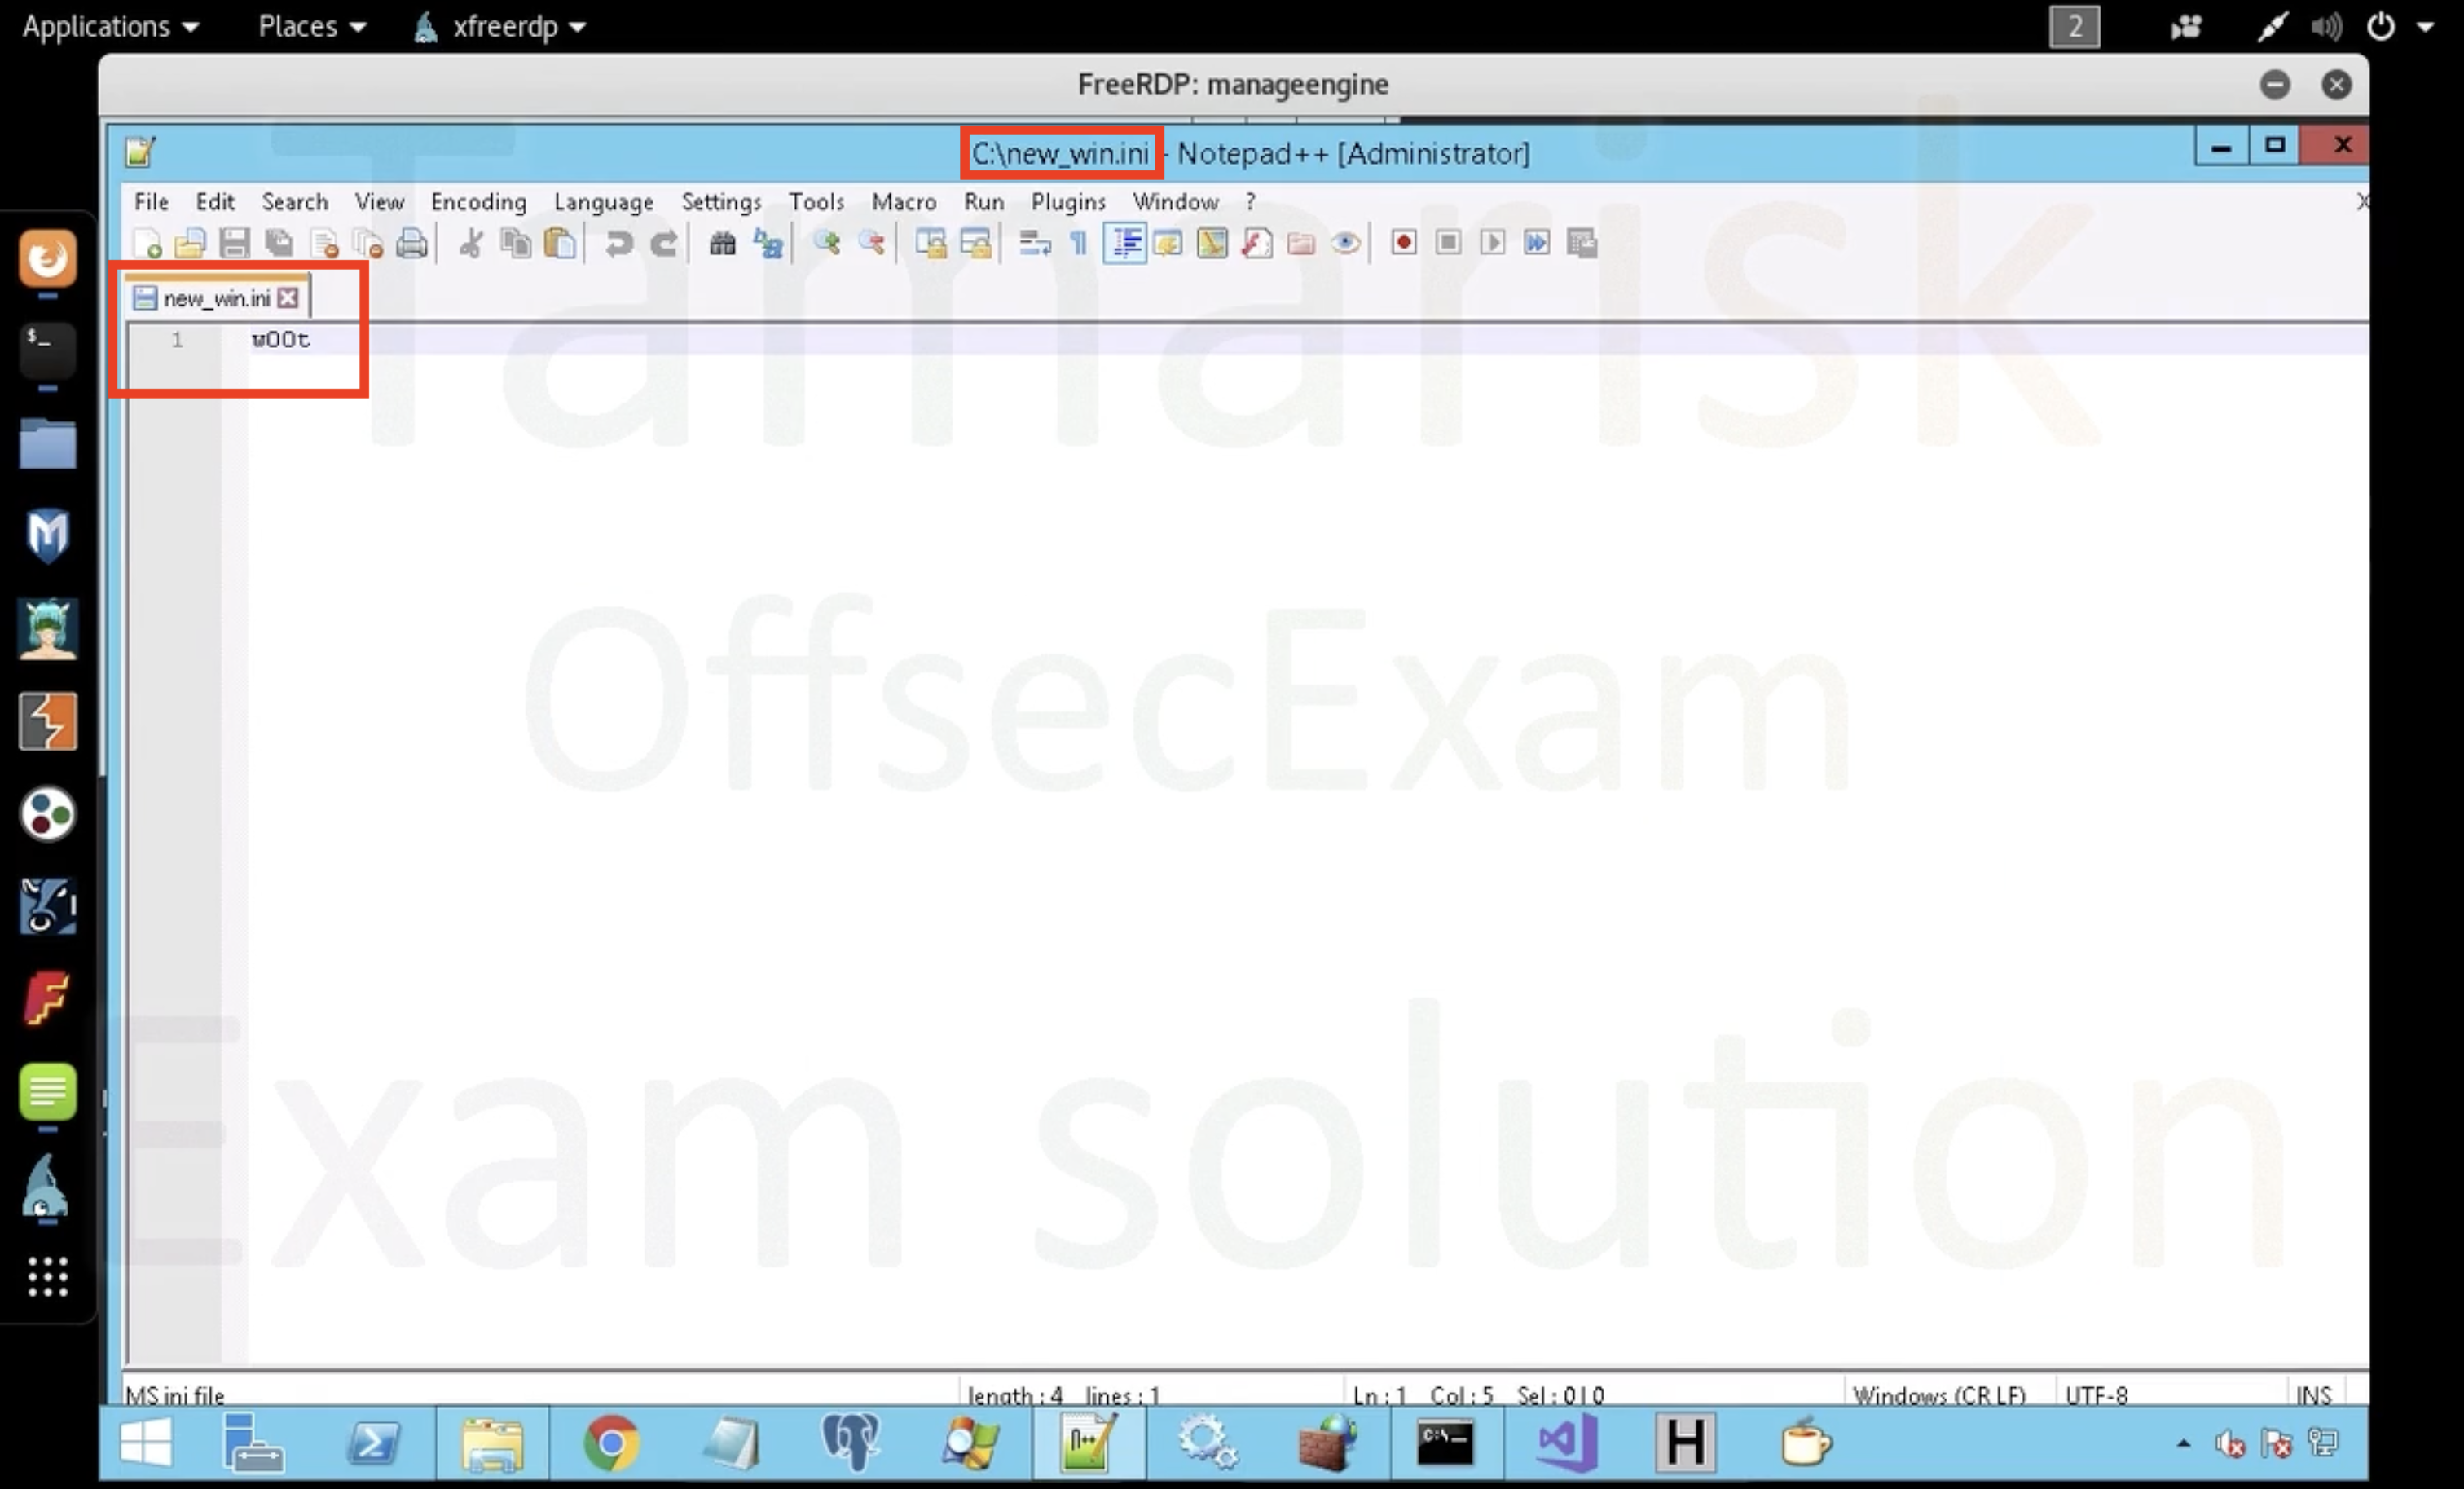 Applications Places xfreerdp 2
FreeRDP: manageengine
C:\new_win.ini - Notepad++ [Administrator]
File Edit Search View Encoding Language Settings Tools Macro Run Plugins Window ? X
new_win.ini
1 w00t
Tamarisk
OffsecExam
Exam solution
MS ini file length : 4 lines : 1 Ln : 1 Col : 5 Sel : 0 | 0 Windows (CR LF) UTF-8 INS